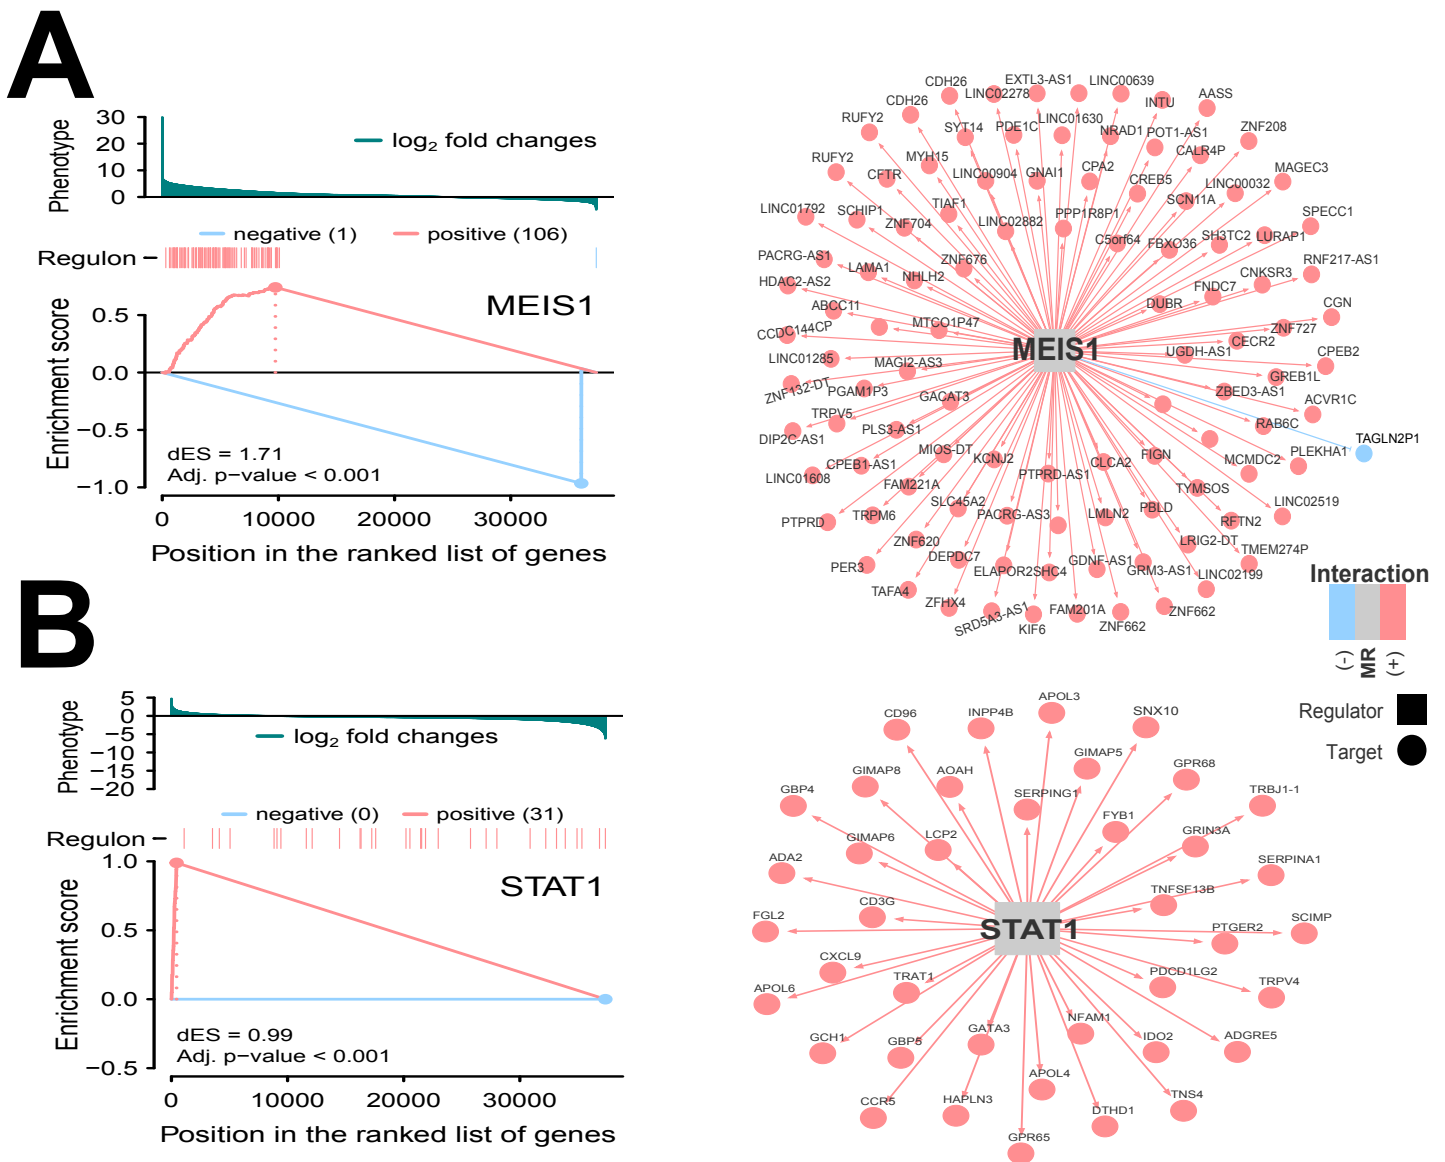 A
30
20
10
0
Phenotype
log2 fold changes
negative (1) positive (106)
Regulon
MEIS1
0.5
0.0
−0.5
−1.0
Enrichment score
dES = 1.71
Adj. p−value < 0.001
0 10000 20000 30000
Position in the ranked list of genes
CDH26 LINC02278 EXTL3-AS1 LINC00639
CDH26 INTU AASS
RUFY2 SYT14 PDE1C LINC01630 NRAD1 POT1-AS1 ZNF208
RUFY2 MYH15 CALR4P
CFTR LINC00904 GNAI1 CPA2 CREB5 LINC00032 MAGEC3
LINC01792 SCHIP1 TIAF1 SCN11A
ZNF704 LINC02882 PPP1R8P1 SPECC1
C5orf64 FBXO36 SH3TC2 LURAP1
PACRG-AS1 LAMA1 NHLH2 ZNF676 RNF217-AS1
HDAC2-AS2 FNDC7 CNKSR3
ABCC11 DUBR CGN
CCDC144CP MTCO1P47 ZNF727
MEIS1
LINC01285 MAGI2-AS3 UGDH-AS1 CECR2
CPEB2
ZNF132-DT PGAM1P3 GACAT3 ZBED3-AS1 GREB1L
TRPV5 ACVR1C
DIP2C-AS1 PLS3-AS1 RAB6C
TAGLN2P1
MIOS-DT KCNJ2 CLCA2 FIGN PLEKHA1
LINC01608 CPEB1-AS1 PTPRD-AS1 MCMDC2
FAM221A TYMSOS
SLC45A2 LINC02519
PTPRD TRPM6 PACRG-AS3 LMLN2 PBLD RFTN2
ZNF620 LRIG2-DT
DEPDC7 GDNF-AS1 TMEM274P
PER3 ELAPOR2 SHC4 GRM3-AS1 LINC02199
TAFA4 ZFHX4
SRD5A3-AS1 KIF6 FAM201A ZNF662 ZNF662
Interaction
(-)
MR
(+)
Regulator
Target
B
5
0
−5
−10
−15
−20
Phenotype
log2 fold changes
negative (0) positive (31)
Regulon
STAT1
1.0
0.5
0.0
−0.5
Enrichment score
dES = 0.99
Adj. p−value < 0.001
0 10000 20000 30000
Position in the ranked list of genes
APOL3
CD96 INPP4B SNX10
GIMAP5
GIMAP8 AOAH GPR68
GBP4 SERPING1 TRBJ1-1
FYB1
GIMAP6 LCP2 GRIN3A
ADA2 SERPINA1
TNFSF13B
CD3G
FGL2 STAT1 PTGER2 SCIMP
CXCL9 TRAT1 PDCD1LG2
APOL6 TRPV4
NFAM1
GCH1 GBP5 GATA3 IDO2 ADGRE5
APOL4
CCR5 HAPLN3 TNS4
DTHD1
GPR65